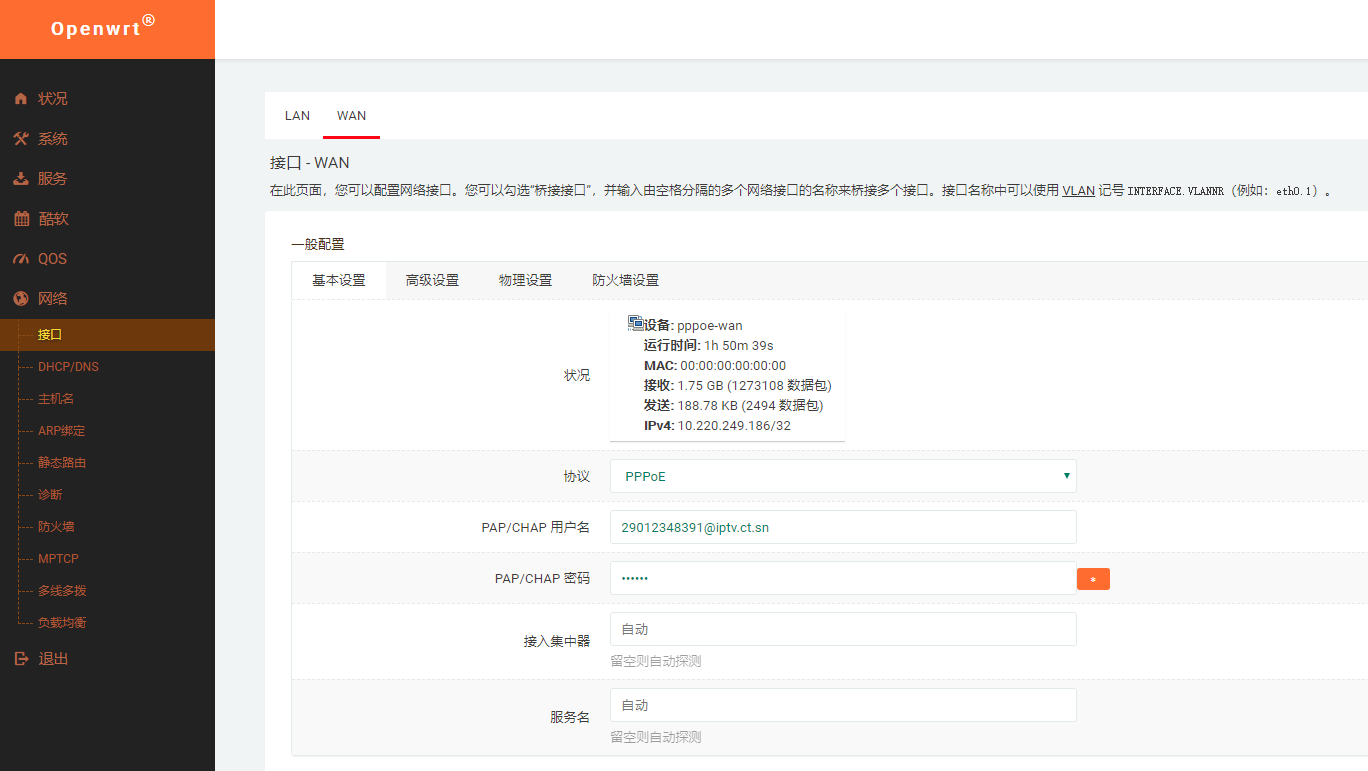 Openwrt®
状况
系统
服务
酷软
QOS
网络
接口
DHCP/DNS
主机名
ARP绑定
静态路由
诊断
防火墙
MPTCP
多线多拨
负载均衡
退出
LAN WAN
接口 - WAN
在此页面，您可以配置网络接口。您可以勾选“桥接接口”，并输入由空格分隔的多个网络接口的名称来桥接多个接口。接口名称中可以使用 VLAN 记号 INTERFACE.VLANNR（例如：eth0.1）。
一般配置
基本设置 高级设置 物理设置 防火墙设置
状况
设备: pppoe-wan
运行时间: 1h 50m 39s
MAC: 00:00:00:00:00:00
接收: 1.75 GB (1273108 数据包)
发送: 188.78 KB (2494 数据包)
IPv4: 10.220.249.186/32
协议 PPPoE
PAP/CHAP 用户名 29012348391@iptv.ct.sn
PAP/CHAP 密码 •••••• *
接入集中器 自动
留空则自动探测
服务名 自动
留空则自动探测